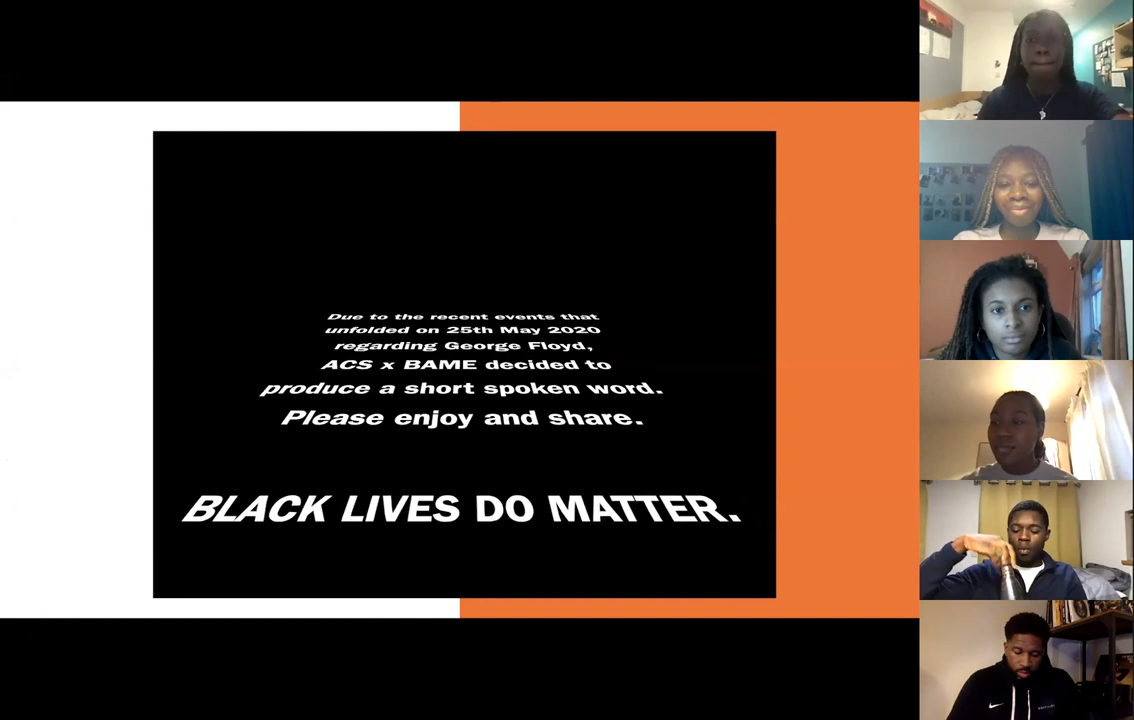 Due to the recent events that
unfolded on 25th May 2020
regarding George Floyd,
ACS x BAME decided to
produce a short spoken word.
Please enjoy and share.
BLACK LIVES DO MATTER.